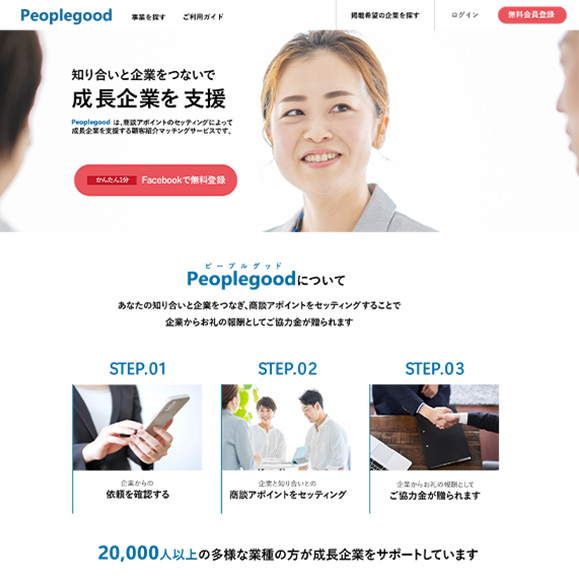 Peoplegood 事業を探す ご利用ガイド 掲載希望の企業を探す ログイン 無料会員登録
知り合いと企業をつないで
成長企業を支援
Peoplegood は、商談アポイントのセッティングによって
成長企業を支援する顧客紹介マッチングサービスです。
かんたん1分 Facebookで無料登録
ピープルグッド
Peoplegoodについて
あなたの知り合いと企業をつなぎ、商談アポイントをセッティングすることで
企業からお礼の報酬としてご協力金が贈られます
STEP.01 STEP.02 STEP.03
企業からの
依頼を確認する
企業と知り合いとの
商談アポイントをセッティング
企業からお礼の報酬として
ご協力金が贈られます
20,000人以上の多様な業種の方が成長企業をサポートしています